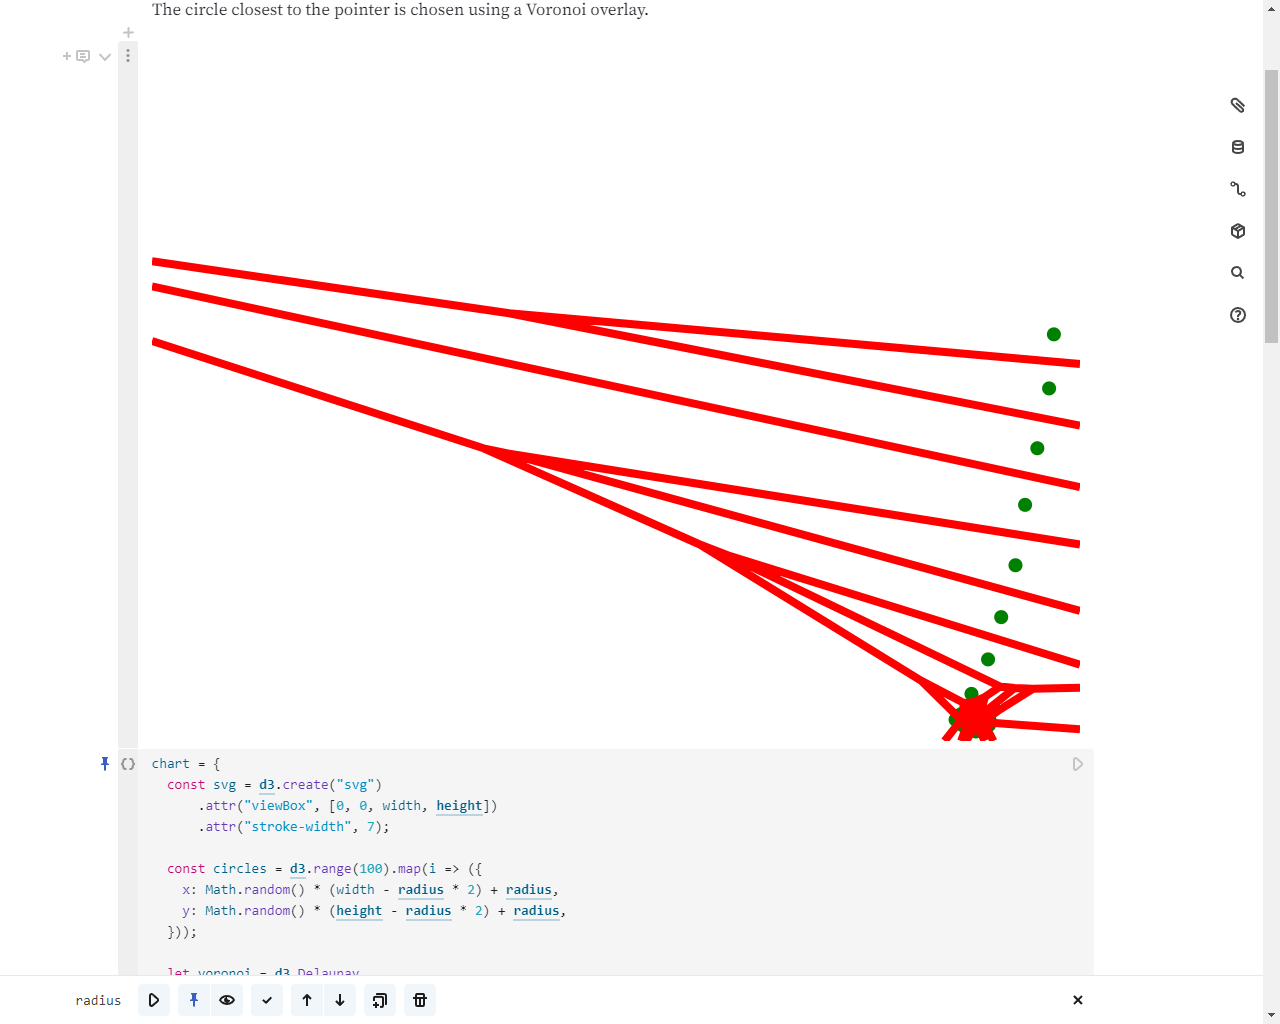 The circle closest to the pointer is chosen using a Voronoi overlay.
chart = {
  const svg = d3.create("svg")
      .attr("viewBox", [0, 0, width, height])
      .attr("stroke-width", 7);
  const circles = d3.range(100).map(i => ({
    x: Math.random() * (width - radius * 2) + radius,
    y: Math.random() * (height - radius * 2) + radius,
  }));
  let voronoi = d3.Delaunay
radius